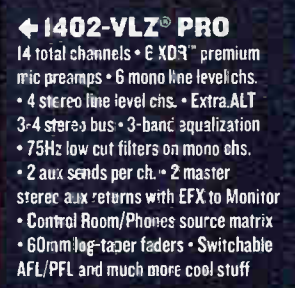 ← 1402-VLZ® PRO
14 total channels • 6 XDR™ premium
mic preamps • 6 mono line level chs.
• 4 stereo line level chs. • Extra ALT
3-4 stereo bus • 3-band equalization
• 75Hz low cut filters on mono chs.
• 2 aux sends per ch. • 2 master
stereo aux returns with EFX to Monitor
• Control Room/Phones source matrix
• 60mm log-taper faders • Switchable
AFL/PFL and much more cool stuff